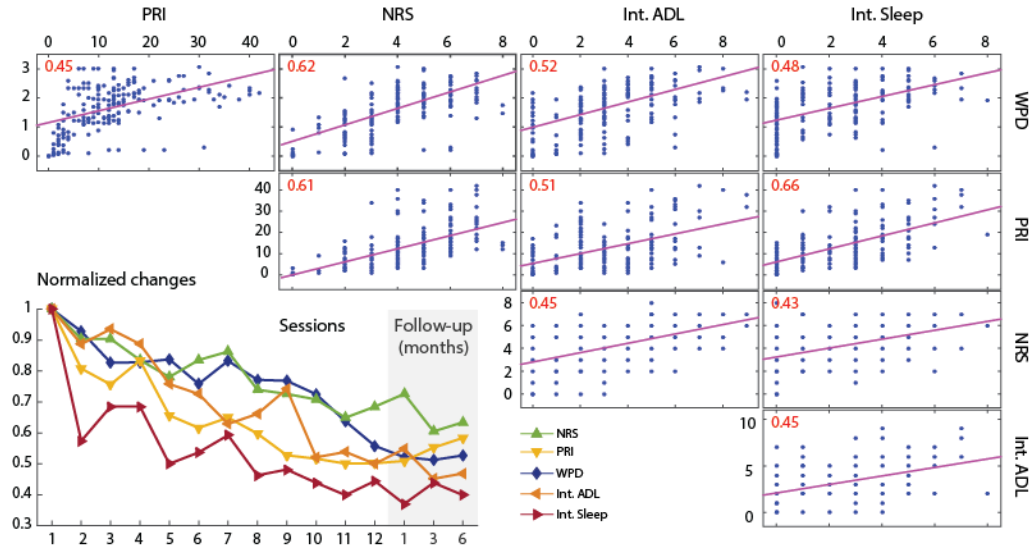 PRI NRS Int. ADL Int. Sleep
0 10 20 30 40 0 2 4 6 8 0 2 4 6 8 0 2 4 6 8
0.45 0.62 0.52 0.48
3
2
1
0
WPD
0.61 0.51 0.66
40
30
20
10
0
PRI
0.45 0.43
8
6
4
2
0
NRS
0.45
10
5
0
Int. ADL
Normalized changes
Sessions Follow-up
(months)
1
0.9
0.8
0.7
0.6
0.5
0.4
0.3
1 2 3 4 5 6 7 8 9 10 11 12 1 3 6
NRS
PRI
WPD
Int. ADL
Int. Sleep